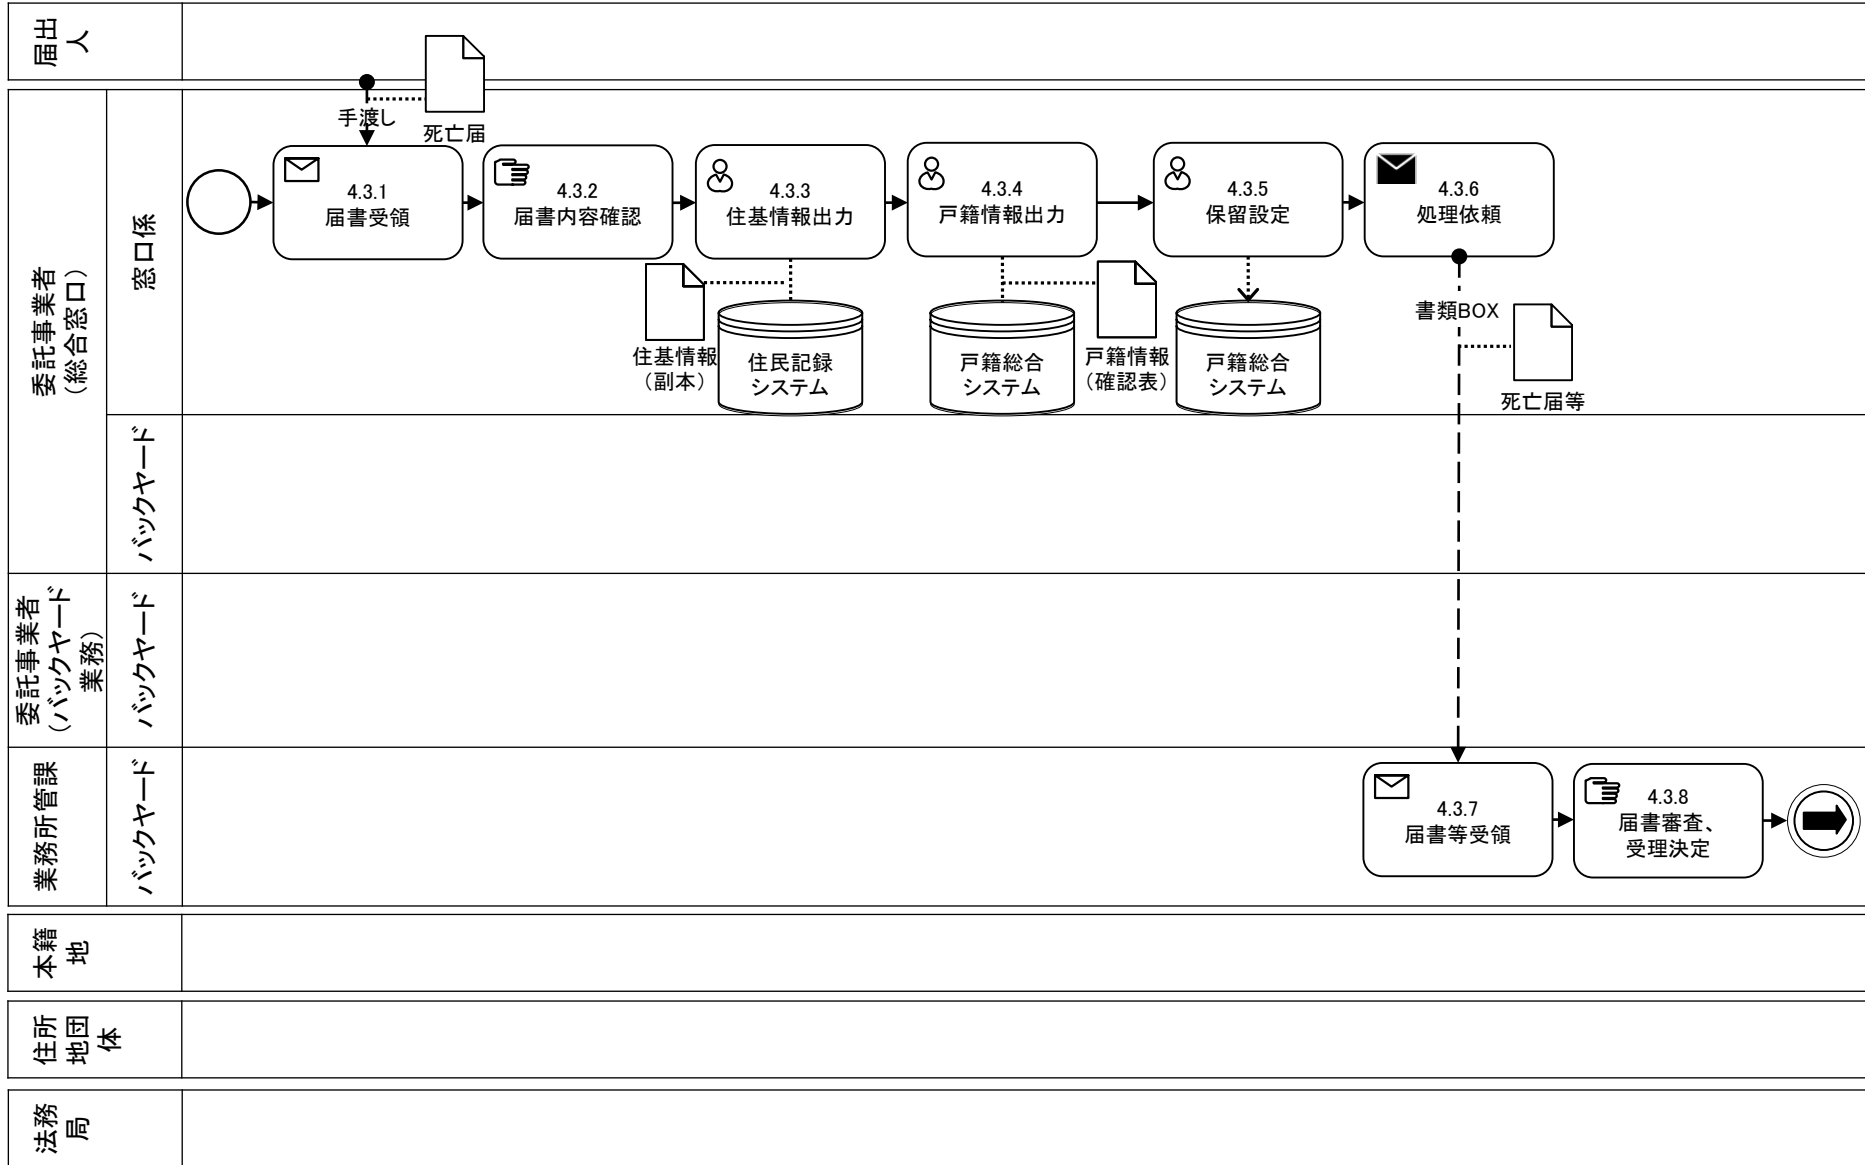 届出
人
手渡し
死亡届
委託事業者
（総合窓口）
窓口係
4.3.1
届書受領
4.3.2
届書内容確認
4.3.3
住基情報出力
4.3.4
戸籍情報出力
4.3.5
保留設定
4.3.6
処理依頼
住基情報
（副本）
住民記録
システム
戸籍総合
システム
戸籍情報
（確認表）
戸籍総合
システム
書類BOX
死亡届等
バックヤード
委託事業者
（バックヤード
業務）
バックヤード
業務所管課
バックヤード
4.3.7
届書等受領
4.3.8
届書審査、
受理決定
本籍
地
住所
地団
体
法務
局